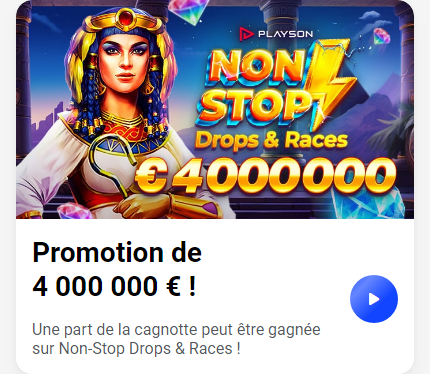 PLAYSON
NON
STOP
Drops & Races
€4000000
Promotion de
4 000 000 € !
Une part de la cagnotte peut être gagnée
sur Non-Stop Drops & Races !